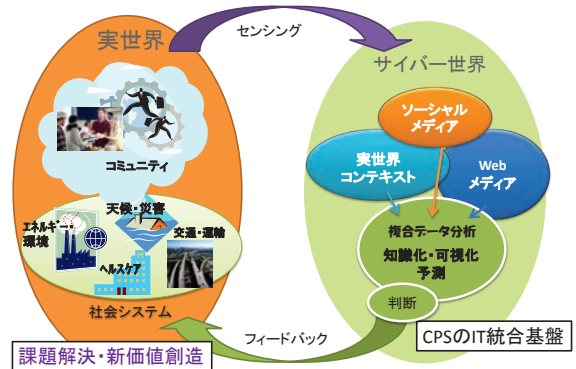 センシング
実世界
サイバー世界
ソーシャル
メディア
実世界
コンテキスト
Web
メディア
コミュニティ
天候・災害
エネルギー・
環境
交通・運輸
ヘルスケア
社会システム
複合データ分析
知識化・可視化
予測
判断
フィードバック
CPSのIT統合基盤
課題解決・新価値創造